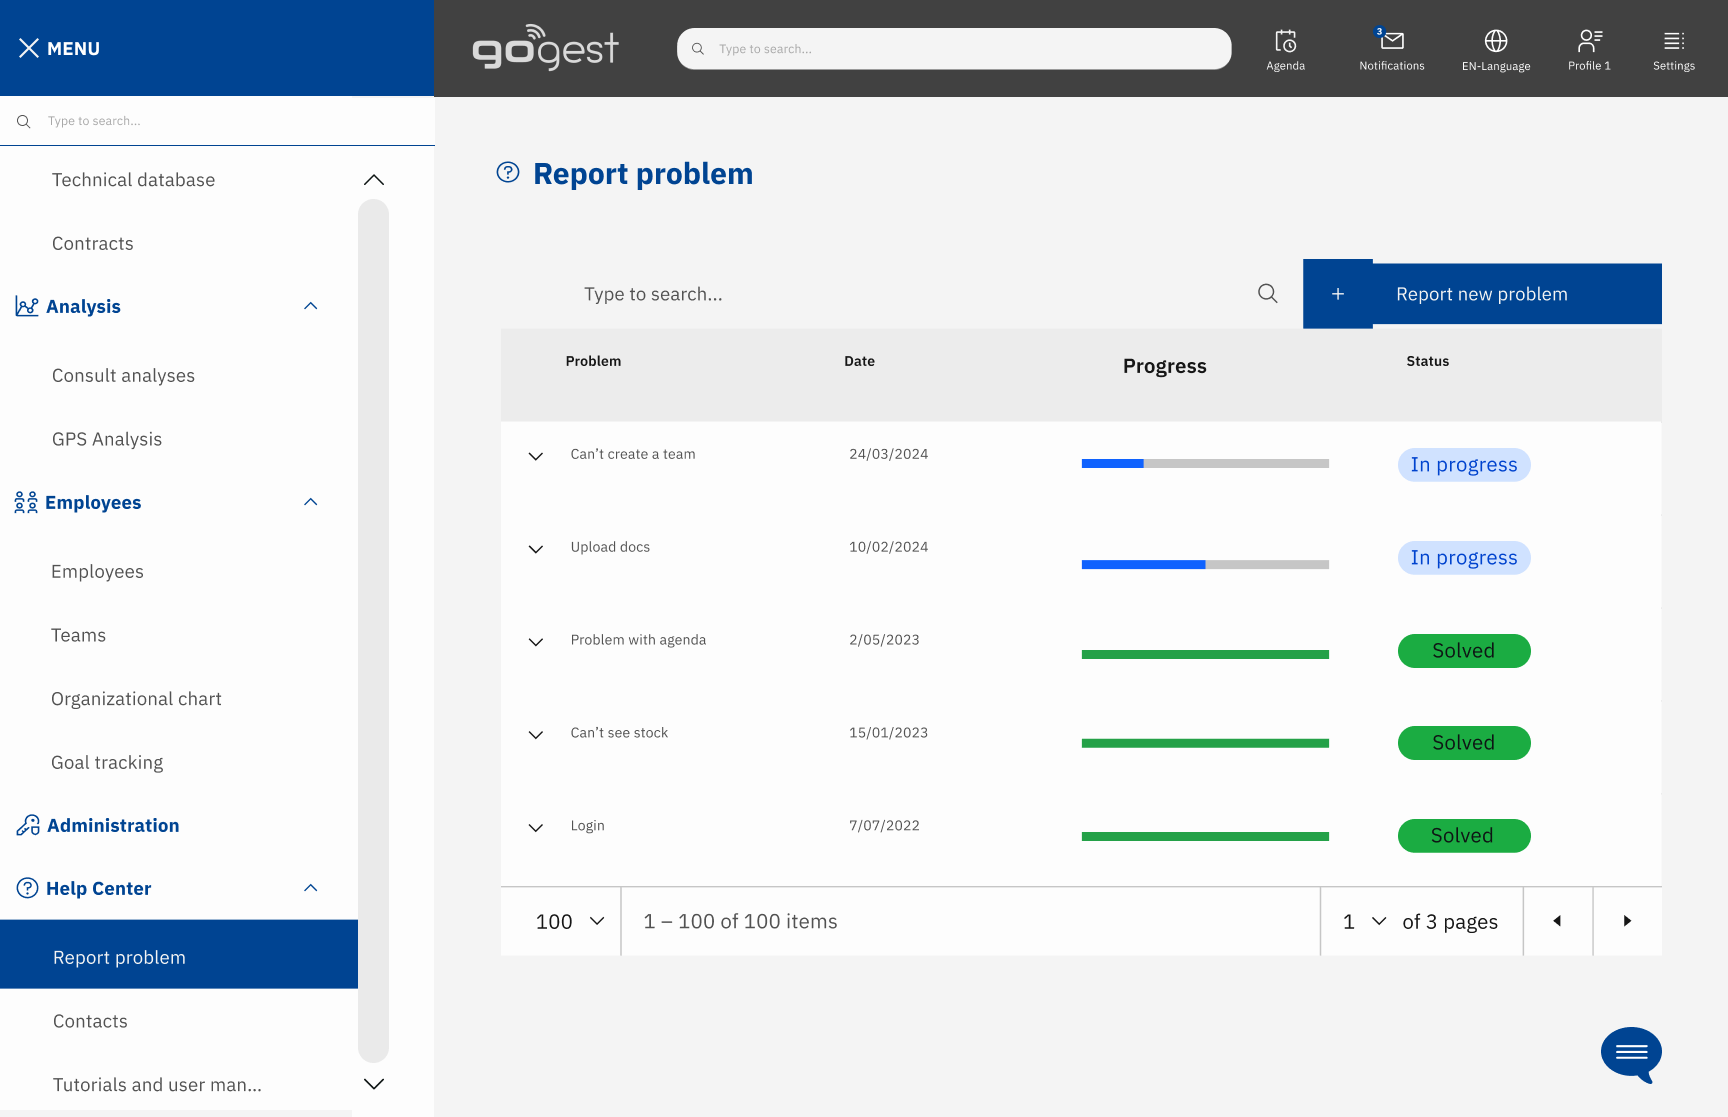 MENU
gogest
Type to search...
Agenda
3
Notifications
EN-Language
Profile 1
Settings
Type to search...
Technical database
Contracts
Analysis
Consult analyses
GPS Analysis
Employees
Employees
Teams
Organizational chart
Goal tracking
Administration
Help Center
Report problem
Contacts
Tutorials and user man...
Report problem
Type to search...
+ Report new problem
Problem Date Progress Status
Can't create a team 24/03/2024 In progress
Upload docs 10/02/2024 In progress
Problem with agenda 2/05/2023 Solved
Can't see stock 15/01/2023 Solved
Login 7/07/2022 Solved
100 1 – 100 of 100 items 1 of 3 pages